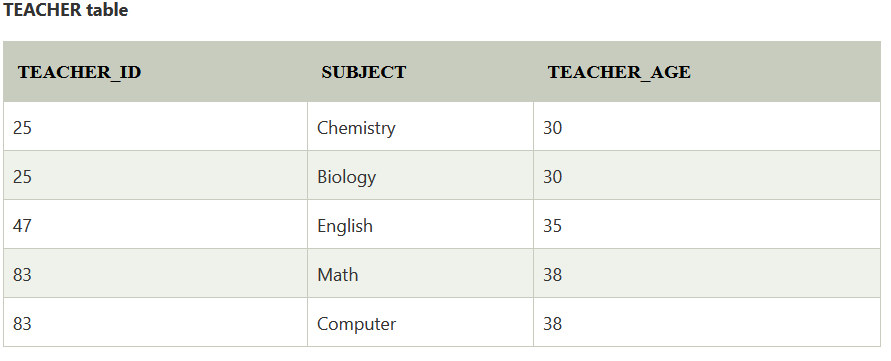 TEACHER table
TEACHER_ID SUBJECT TEACHER_AGE
25 Chemistry 30
25 Biology 30
47 English 35
83 Math 38
83 Computer 38